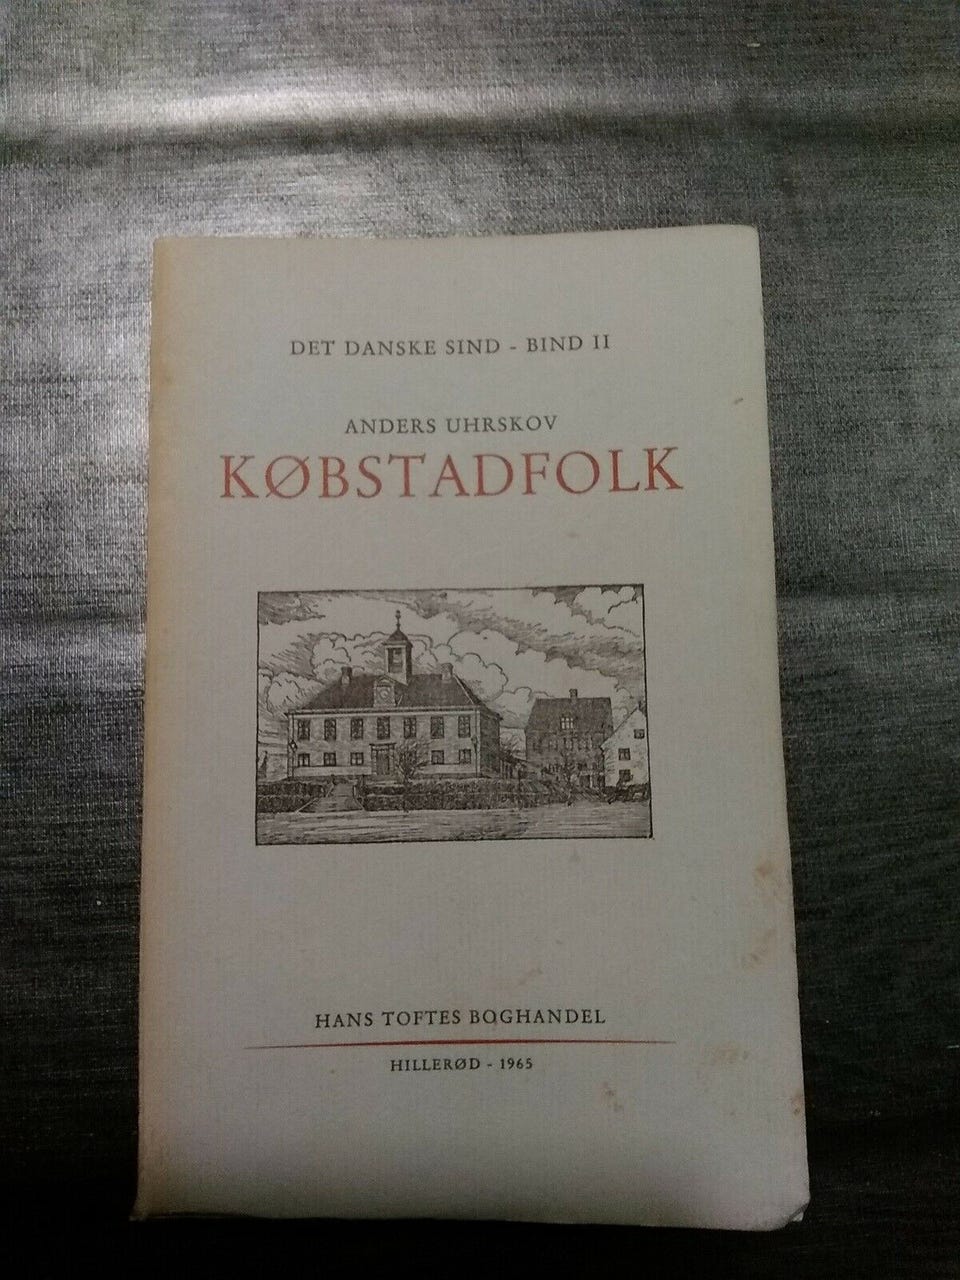 DET DANSKE SIND - BIND II
ANDERS UHRSKOV
KØBSTADFOLK
HANS TOFTES BOGHANDEL
HILLERØD - 1965